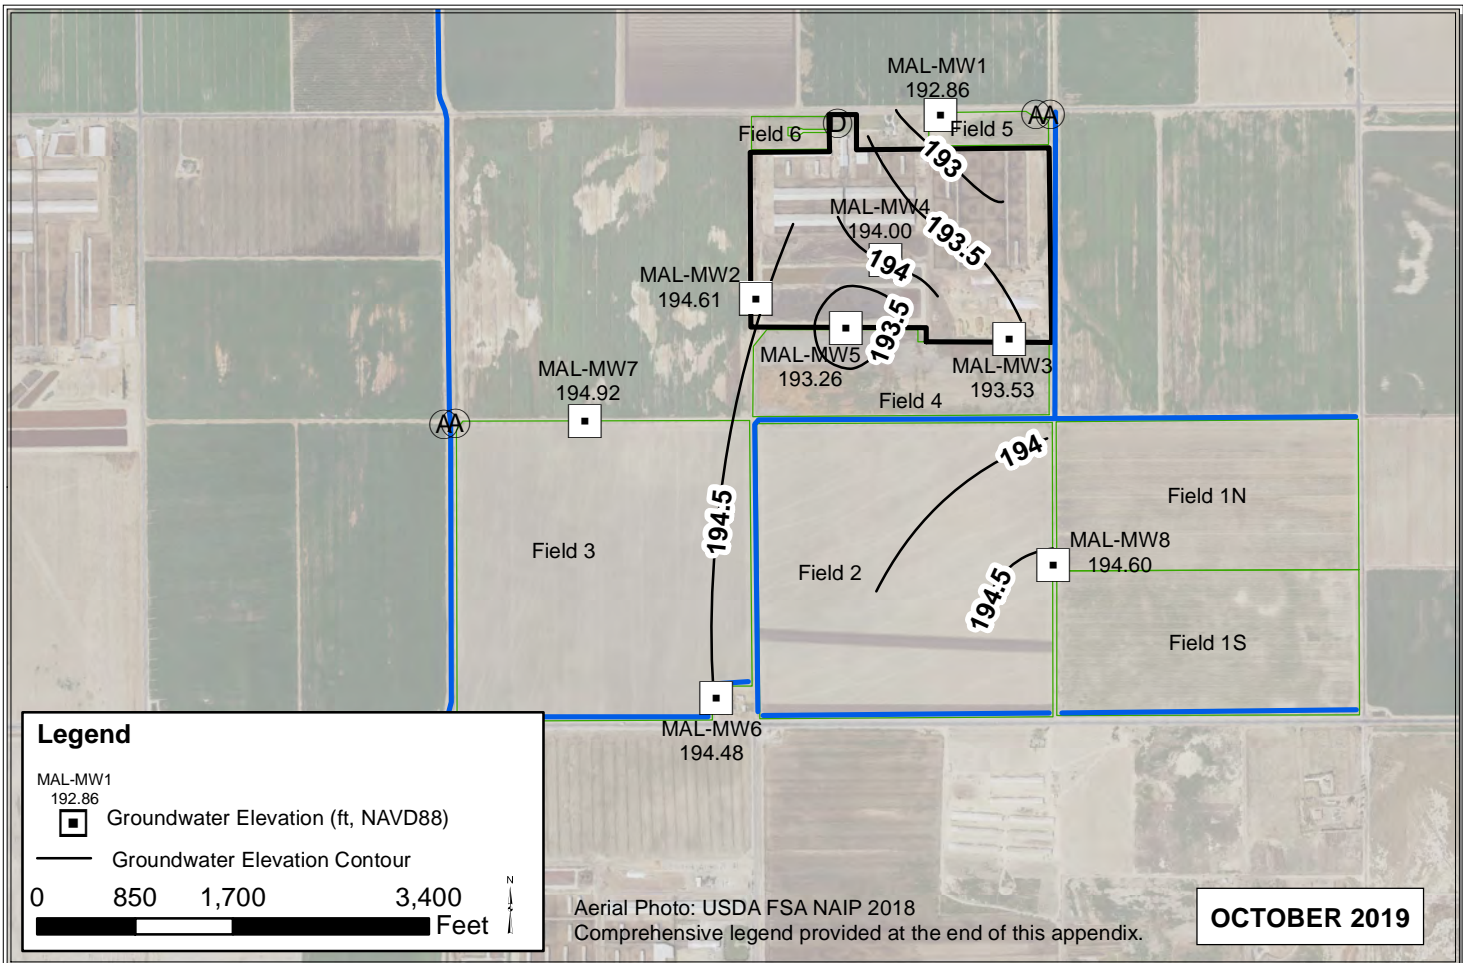 MAL-MW1
192.86
AA
D
Field 6
Field 5
193
MAL-MW4
194.00
193.5
194
MAL-MW2
194.61
193.5
MAL-MW5
193.26
MAL-MW3
193.53
MAL-MW7
194.92
Field 4
AA
194
194.5
Field 1N
Field 3
MAL-MW8
194.60
Field 2
194.5
Field 1S
MAL-MW6
194.48
Legend
MAL-MW1
192.86
Groundwater Elevation (ft, NAVD88)
Groundwater Elevation Contour
0 850 1,700 3,400
Feet
N
Aerial Photo: USDA FSA NAIP 2018
Comprehensive legend provided at the end of this appendix.
OCTOBER 2019